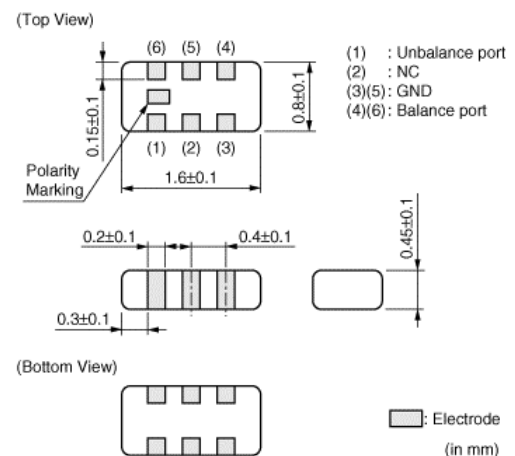 (Top View)
(6) (5) (4)
(1) : Unbalance port
(2) : NC
(3)(5): GND
(4)(6): Balance port
0.15±0.1
0.8±0.1
(1) (2) (3)
Polarity
Marking
1.6±0.1
0.2±0.1
0.4±0.1
0.45±0.1
0.3±0.1
(Bottom View)
: Electrode
(in mm)